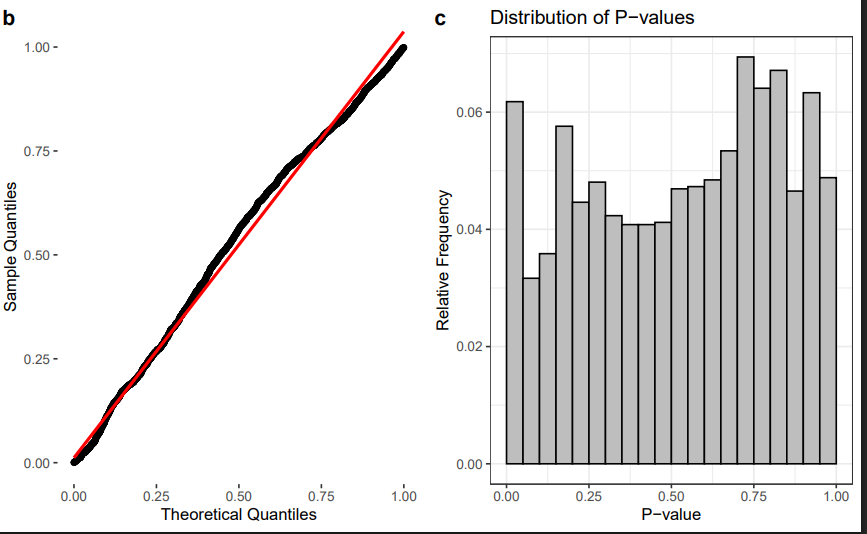 b
1.00
0.75
0.50
0.25
0.00
Sample Quantiles
0.00 0.25 0.50 0.75 1.00
Theoretical Quantiles
c
Distribution of P−values
0.06
0.04
0.02
0.00
Relative Frequency
0.00 0.25 0.50 0.75 1.00
P−value